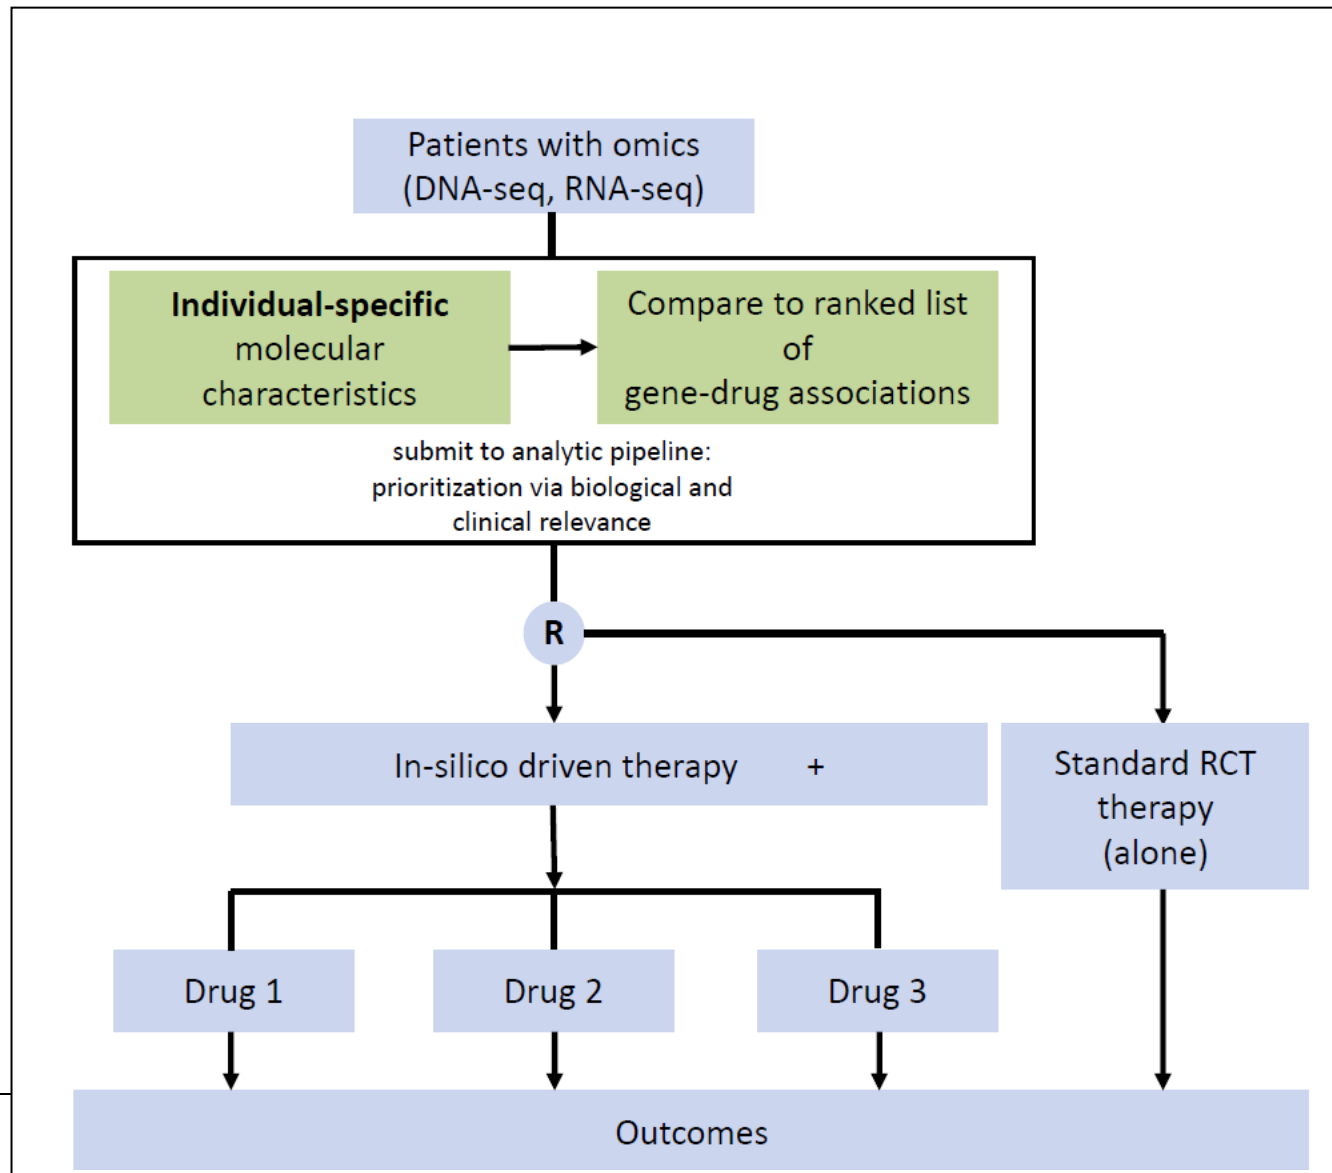 Patients with omics
(DNA-seq, RNA-seq)
Individual-specific
molecular
characteristics
Compare to ranked list
of
gene-drug associations
submit to analytic pipeline:
prioritization via biological and
clinical relevance
R
In-silico driven therapy +
Standard RCT
therapy
(alone)
Drug 1
Drug 2
Drug 3
Outcomes